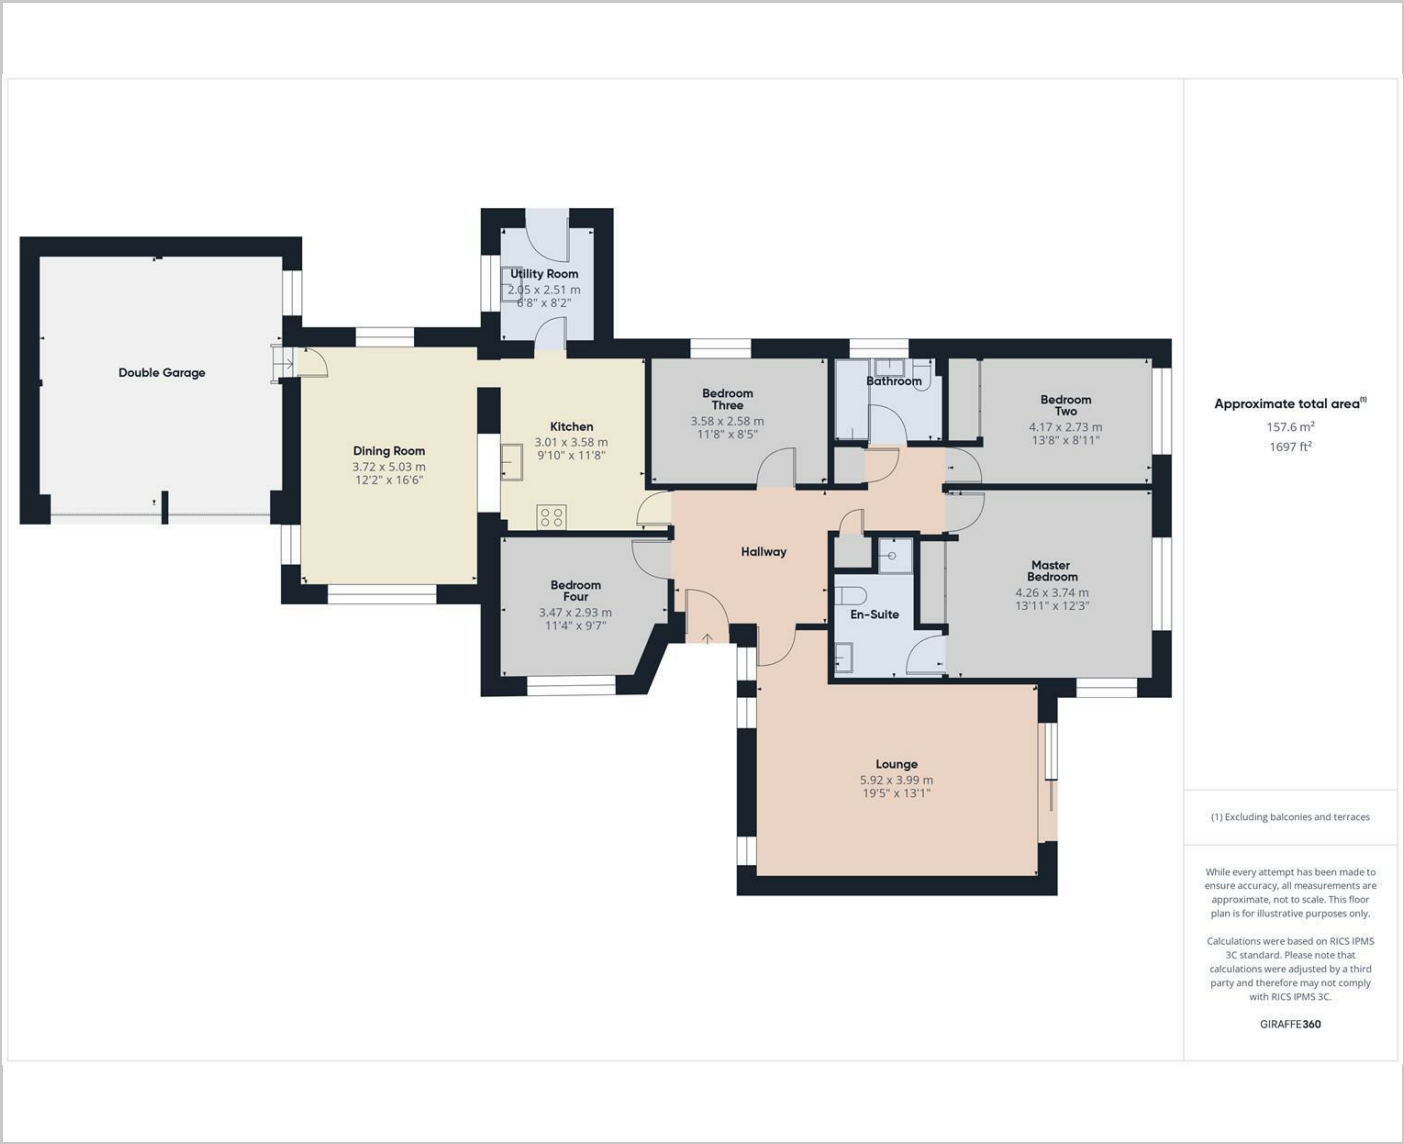 Utility Room
2.05 x 2.51 m
6'8" x 8'2"
Double Garage
Dining Room
3.72 x 5.03 m
12'2" x 16'6"
Kitchen
3.01 x 3.58 m
9'10" x 11'8"
Bedroom
Three
3.58 x 2.58 m
11'8" x 8'5"
Bathroom
Bedroom
Two
4.17 x 2.73 m
13'8" x 8'11"
Hallway
Bedroom
Four
3.47 x 2.93 m
11'4" x 9'7"
En-Suite
Master
Bedroom
4.26 x 3.74 m
13'11" x 12'3"
Lounge
5.92 x 3.99 m
19'5" x 13'1"
Approximate total area(1)
157.6 m²
1697 ft²
(1) Excluding balconies and terraces
While every attempt has been made to
ensure accuracy, all measurements are
approximate, not to scale. This floor
plan is for illustrative purposes only.
Calculations were based on RICS IPMS
3C standard. Please note that
calculations were adjusted by a third
party and therefore may not comply
with RICS IPMS 3C.
GIRAFFE360